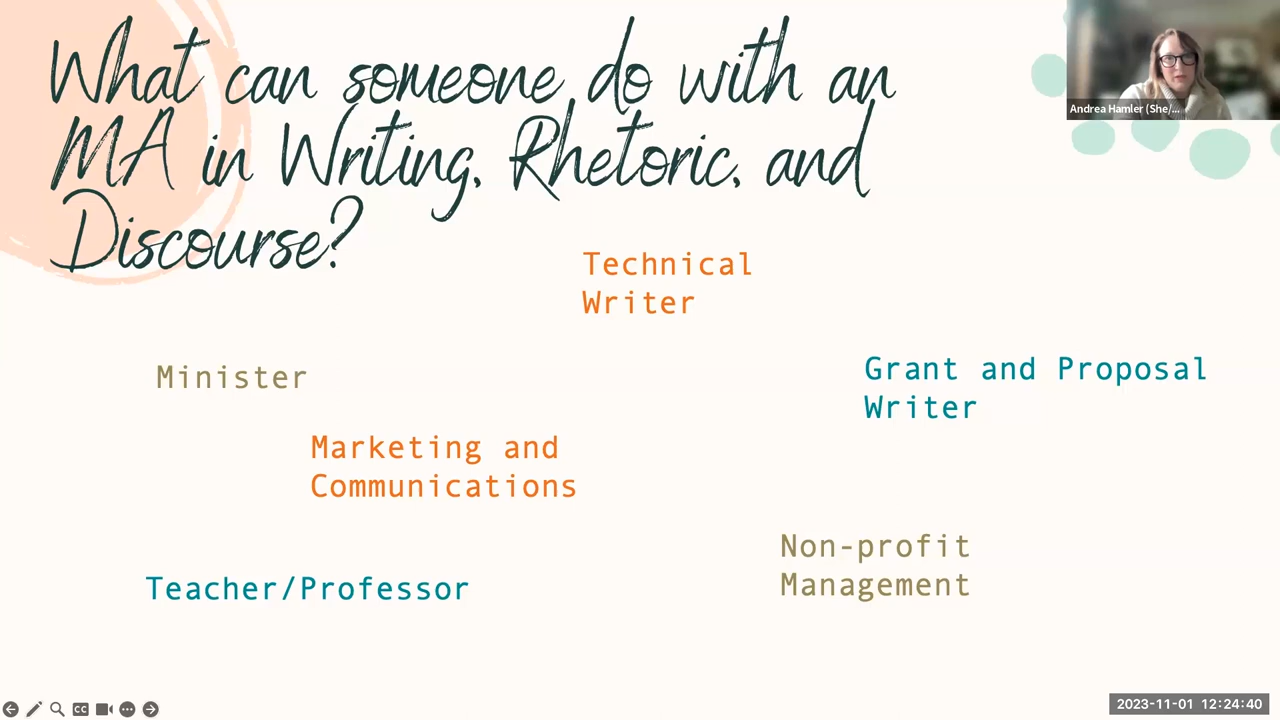 What can someone do with an
MA in Writing, Rhetoric, and
Discourse?
Andrea Hamler (She/...
Technical
Writer
Minister
Grant and Proposal
Writer
Marketing and
Communications
Non-profit
Management
Teacher/Professor
CC
2023-11-01 12:24:40